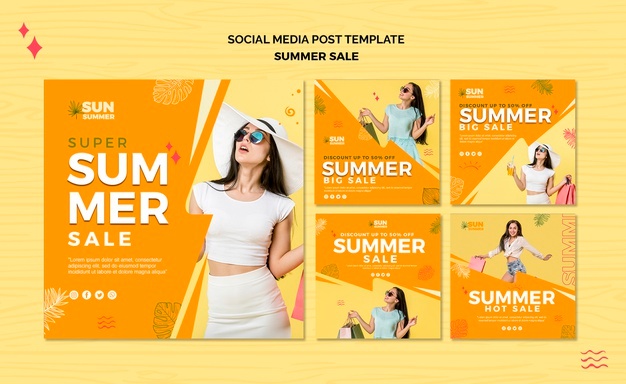 SOCIAL MEDIA POST TEMPLATE
SUMMER SALE
SUN
SUMMER
SUPER
SUM
MER
SALE
SUN
SUMMER
DISCOUNT UP TO 50% OFF
SUMMER
BIG SALE
DISCOUNT UP TO 50% OFF
SUMMER
BIG SALE
SUN
SUMMER
SUN
SUMMER
DISCOUNT UP TO 50% OFF
SUMMER
SALE
SUN
SUMMER
SUMMER
HOT SALE
SUMMI